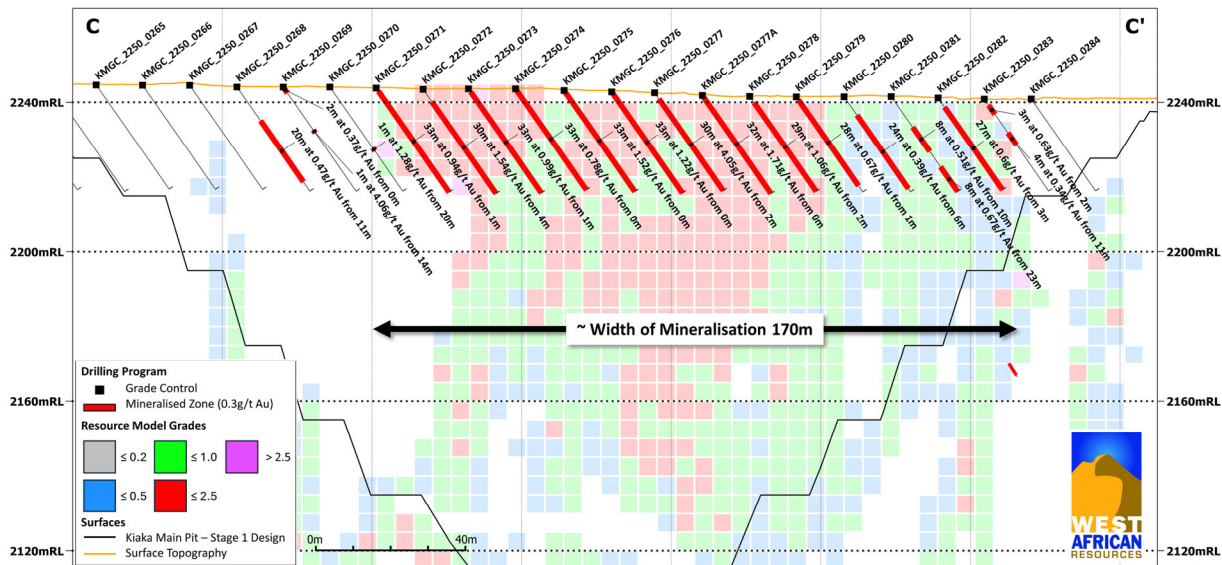 C
C'
KMGC_2250_0265
KMGC_2250_0266
KMGC_2250_0267
KMGC_2250_0268
KMGC_2250_0269
KMGC_2250_0270
KMGC_2250_0271
KMGC_2250_0272
KMGC_2250_0273
KMGC_2250_0274
KMGC_2250_0275
KMGC_2250_0276
KMGC_2250_0277
KMGC_2250_0277A
KMGC_2250_0278
KMGC_2250_0279
KMGC_2250_0280
KMGC_2250_0281
KMGC_2250_0282
KMGC_2250_0283
KMGC_2250_0284
2240mRL
2240mRL
20m at 0.47g/t Au from 11m
2m at 0.37g/t Au from 0m
1m at 4.06g/t Au from 14m
1m at 1.28g/t Au from 20m
33m at 0.94g/t Au from 1m
30m at 1.54g/t Au from 4m
33m at 0.99g/t Au from 1m
33m at 0.78g/t Au from 0m
33m at 1.52g/t Au from 0m
33m at 1.22g/t Au from 0m
30m at 4.05g/t Au from 2m
32m at 1.71g/t Au from 0m
29m at 1.06g/t Au from 2m
28m at 0.67g/t Au from 1m
24m at 0.39g/t Au from 6m
8m at 0.51g/t Au from 10m
8m at 0.67g/t Au from 23m
27m at 0.6g/t Au from 3m
3m at 0.63g/t Au from 2m
4m at 0.34g/t Au from 11m
2200mRL
2200mRL
~ Width of Mineralisation 170m
2160mRL
2160mRL
Drilling Program
Grade Control
Mineralised Zone (0.3g/t Au)
Resource Model Grades
≤ 0.2
≤ 1.0
> 2.5
≤ 0.5
≤ 2.5
Surfaces
Kiaka Main Pit – Stage 1 Design
Surface Topography
0m
40m
2120mRL
2120mRL
WEST
AFRICAN
RESOURCES